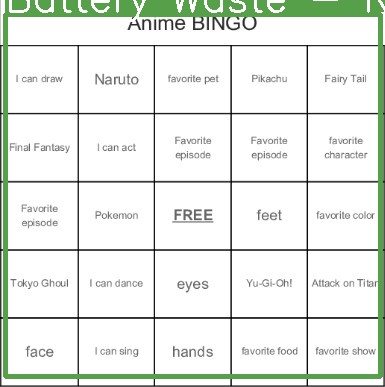 Battery Waste –
Anime BINGO
I can draw
Naruto
favorite pet
Pikachu
Fairy Tail
Final Fantasy
I can act
Favorite
episode
Favorite
episode
favorite
character
Favorite
episode
Pokemon
FREE
feet
favorite color
Tokyo Ghoul
I can dance
eyes
Yu-Gi-Oh!
Attack on Titan
face
I can sing
hands
favorite food
favorite show